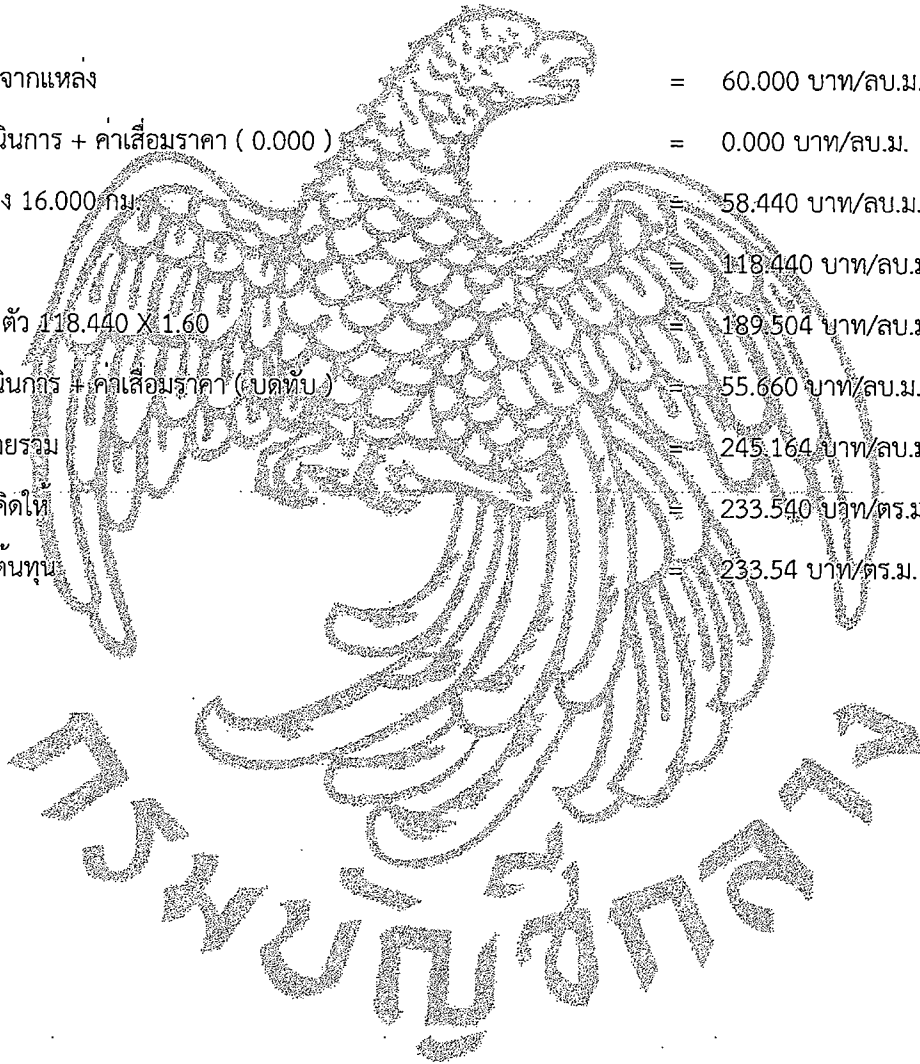 จากแหล่ง = 60.000 บาท/ลบ.ม.
นินการ + ค่าเสื่อมราคา ( 0.000 ) = 0.000 บาท/ลบ.ม.
ง 16.000 กม. = 58.440 บาท/ลบ.ม.
= 118.440 บาท/ลบ.ม
ตัว 118.440 X 1.60 = 189.504 บาท/ลบ.ม
นินการ + ค่าเสื่อมราคา ( บดทับ ) = 55.660 บาท/ลบ.ม.
ายรวม = 245.164 บาท/ลบ.ม
คิดให้ = 233.540 บาท/ตร.ม
ต้นทุน = 233.54 บาท/ตร.ม.
กรมบัญชีกลาง